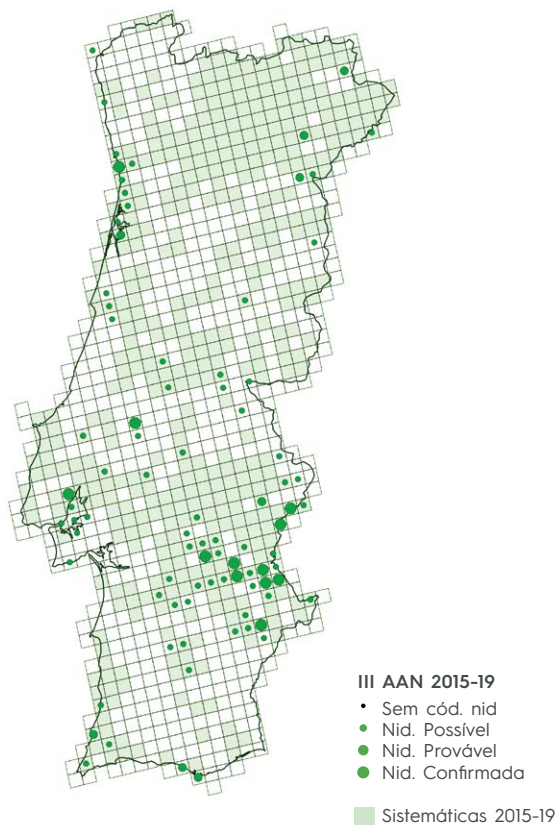 III AAN 2015-19
Sem cód. nid
Nid. Possível
Nid. Provável
Nid. Confirmada
Sistemáticas 2015-19